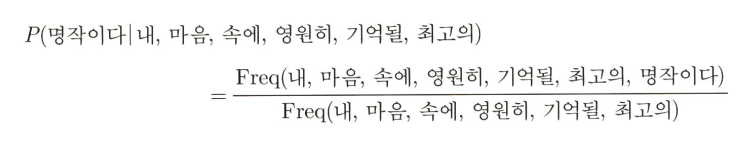 P(명작이다|내, 마음, 속에, 영원히, 기억될, 최고의)
= Freq(내, 마음, 속에, 영원히, 기억될, 최고의, 명작이다)
Freq(내, 마음, 속에, 영원히, 기억될, 최고의)